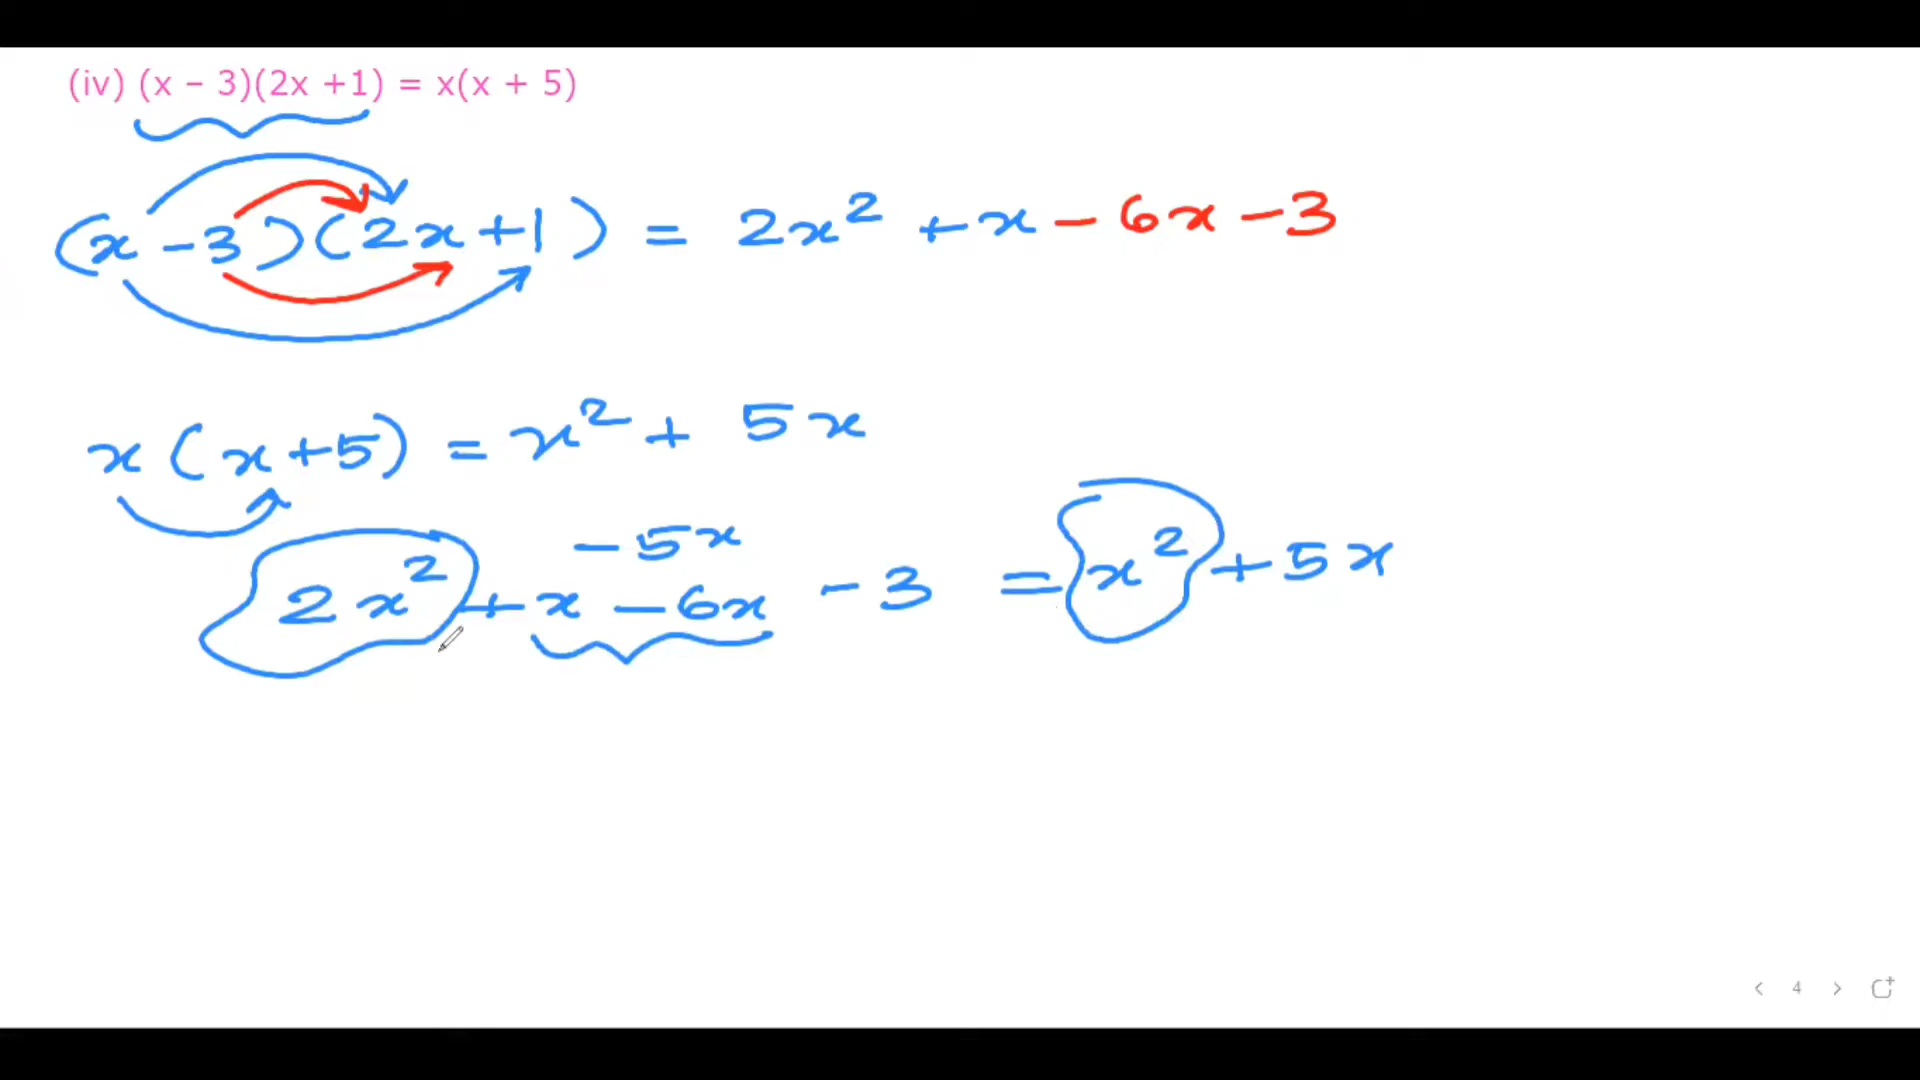 (iv) (x – 3)(2x +1) = x(x + 5)
(x -3)(2x+1) = 2x² + x - 6x - 3
x(x+5) = x² + 5x
-5x
2x² + x - 6x - 3 = x² + 5x
4